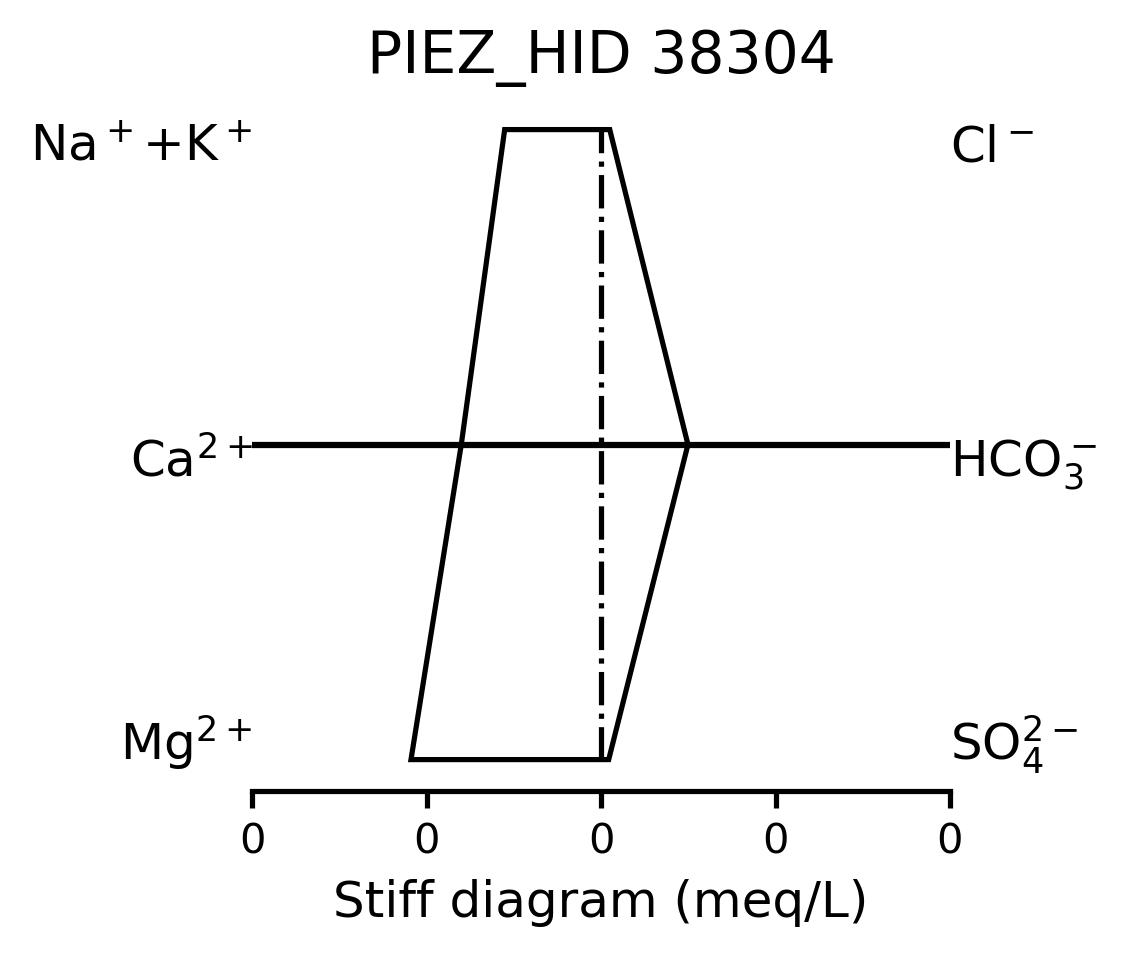 PIEZ_HID 38304
Na⁺+K⁺
Cl⁻
Ca²⁺
HCO₃⁻
Mg²⁺
SO₄²⁻
0 0 0 0 0
Stiff diagram (meq/L)